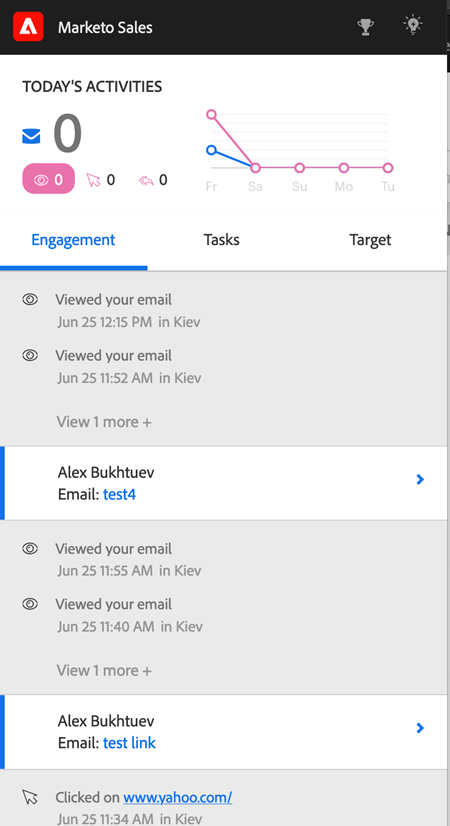 Marketo Sales
TODAY'S ACTIVITIES
0
0 0 0
Fr Sa Su Mo Tu
Engagement Tasks Target
Viewed your email
Jun 25 12:15 PM in Kiev
Viewed your email
Jun 25 11:52 AM in Kiev
View 1 more +
Alex Bukhtuev
Email: test4
Viewed your email
Jun 25 11:55 AM in Kiev
Viewed your email
Jun 25 11:40 AM in Kiev
View 1 more +
Alex Bukhtuev
Email: test link
Clicked on www.yahoo.com/
Jun 25 11:34 AM in Kiev